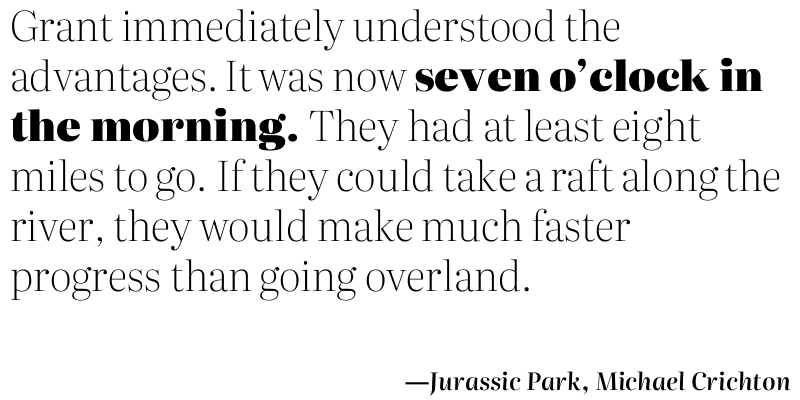 Grant immediately understood the
advantages. It was now seven o’clock in
the morning. They had at least eight
miles to go. If they could take a raft along the
river, they would make much faster
progress than going overland.
—Jurassic Park, Michael Crichton